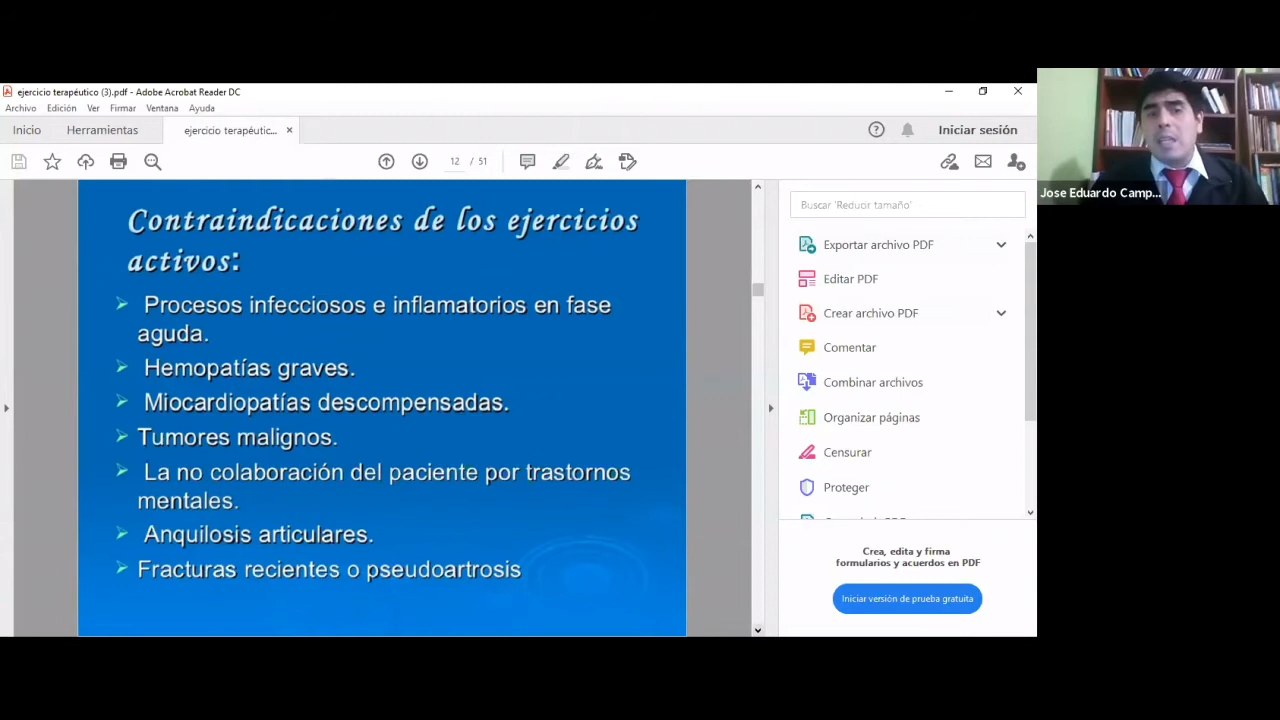 ejercicio terapéutico (3).pdf - Adobe Acrobat Reader DC
Archivo Edición Ver Firmar Ventana Ayuda
Inicio Herramientas ejercicio terapéutic... × Iniciar sesión
12 / 51
Contraindicaciones de los ejercicios
activos:
Procesos infecciosos e inflamatorios en fase
aguda.
Hemopatías graves.
Miocardiopatías descompensadas.
Tumores malignos.
La no colaboración del paciente por trastornos
mentales.
Anquilosis articulares.
Fracturas recientes o pseudoartrosis
Buscar 'Reducir tamaño'
Exportar archivo PDF
Editar PDF
Crear archivo PDF
Comentar
Combinar archivos
Organizar páginas
Censurar
Proteger
Crea, edita y firma
formularios y acuerdos en PDF
Iniciar versión de prueba gratuita
Jose Eduardo Camp...